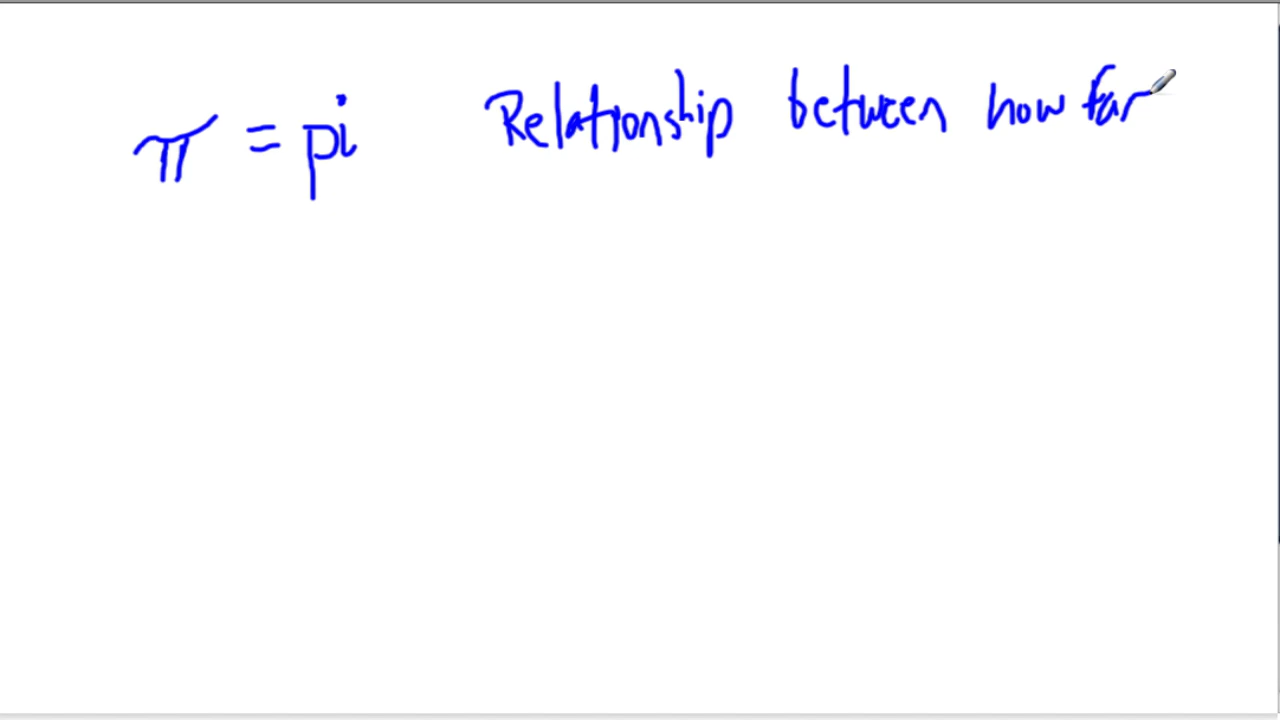 π = pi Relationship between how far